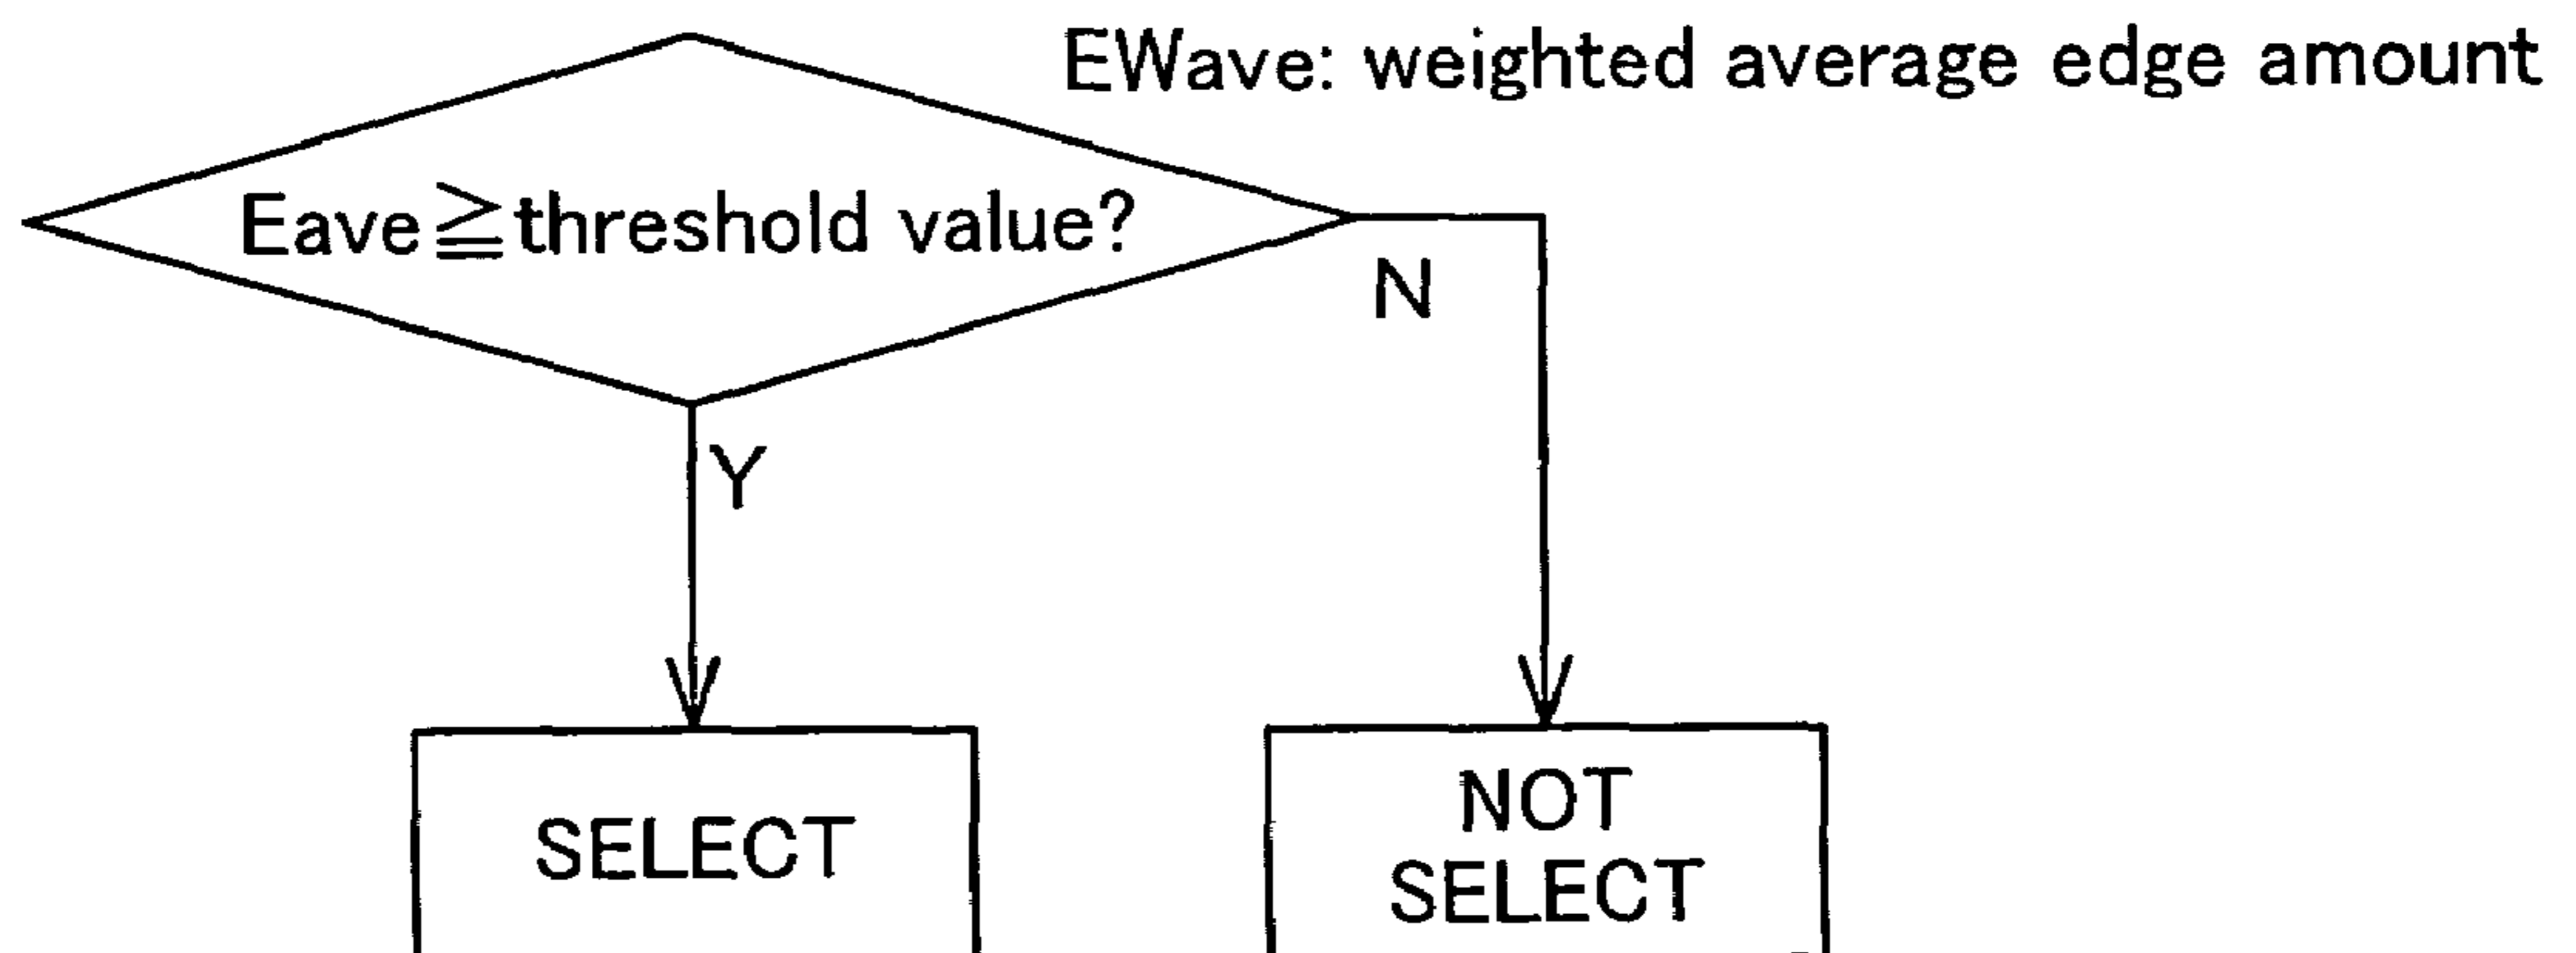 EWave: weighted average edge amount
Eave≧threshold value?
N
Y
SELECT
NOT
SELECT